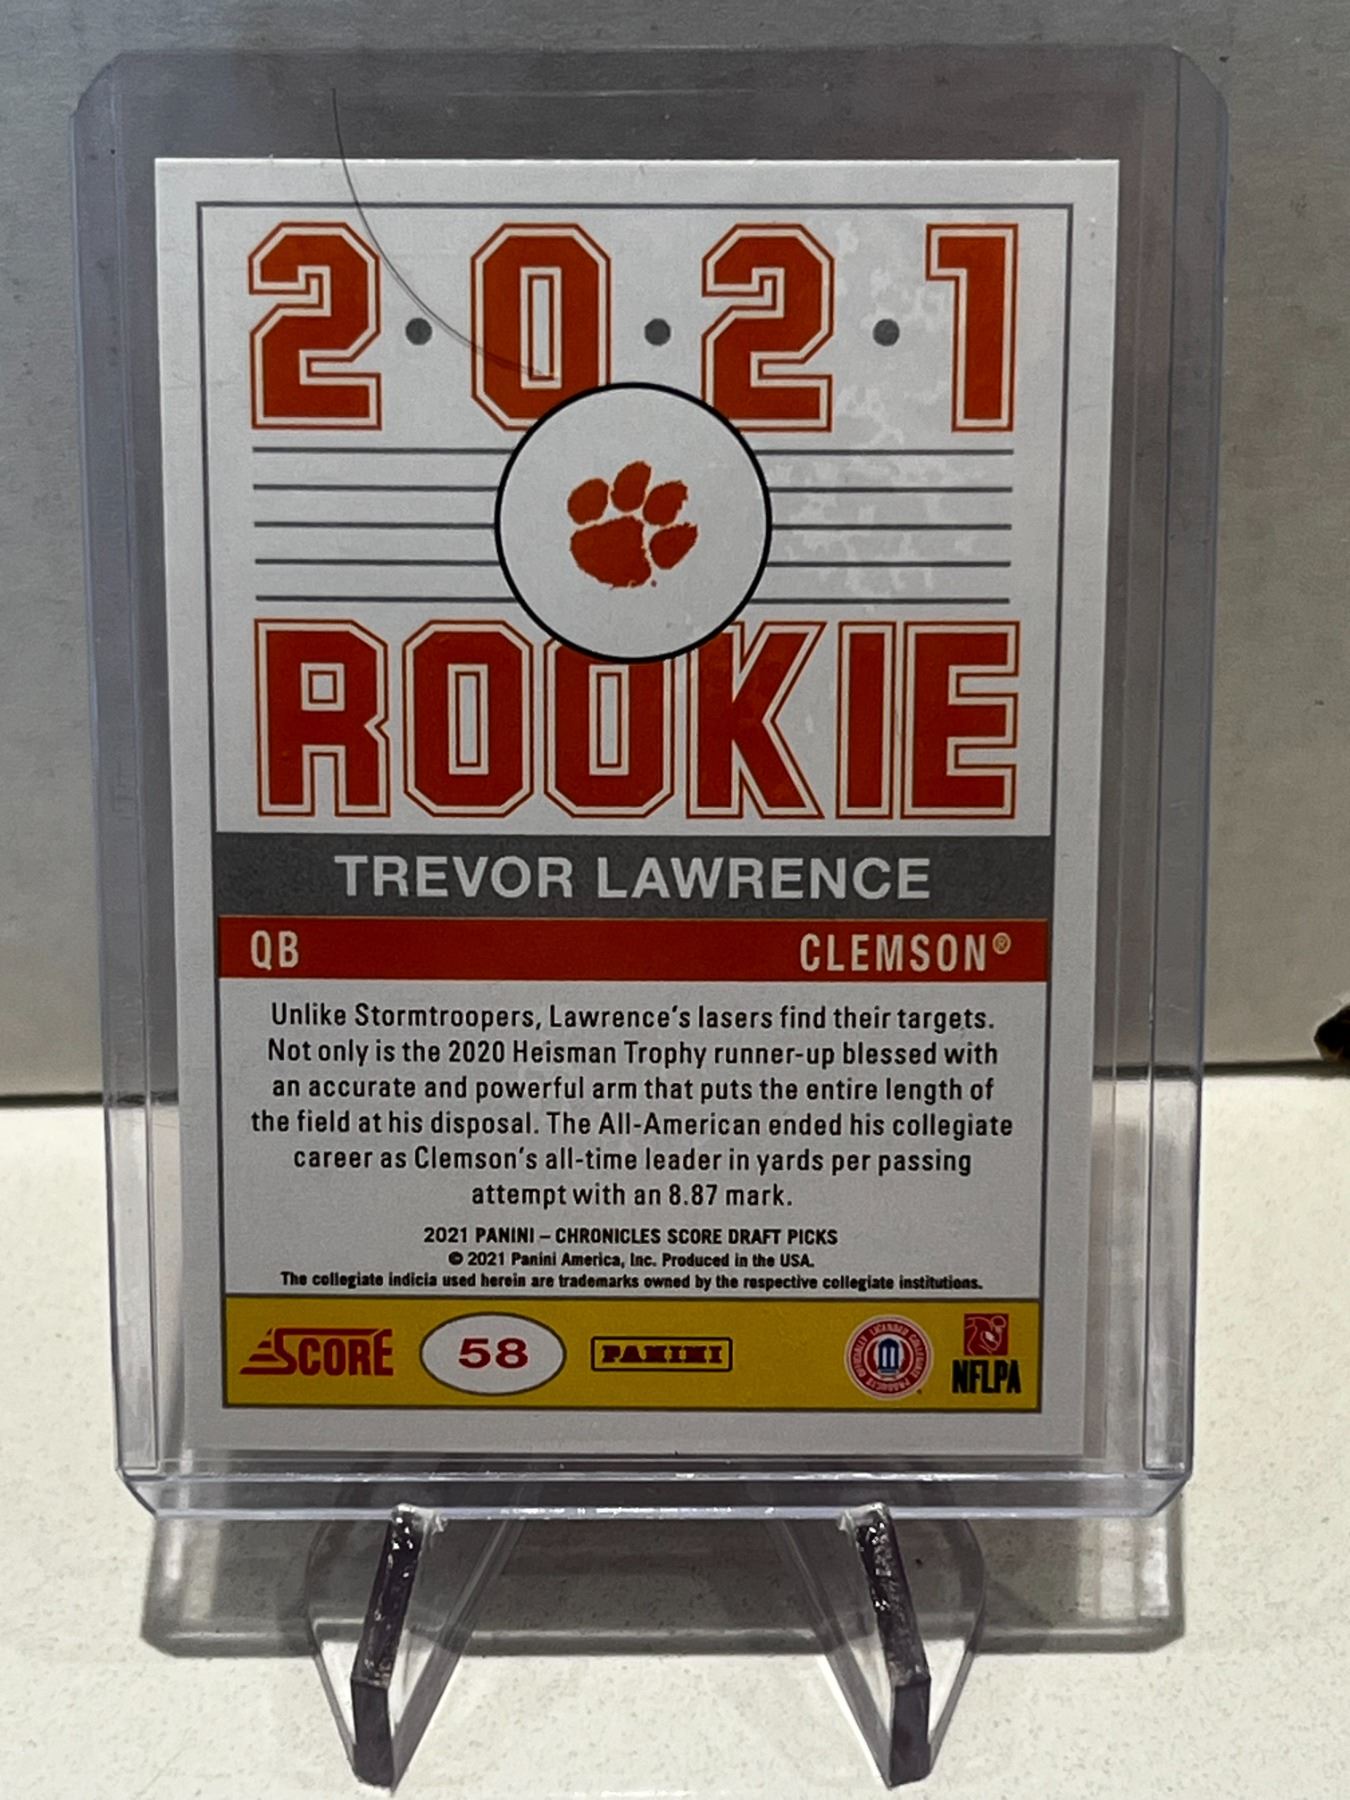 2·0·2·1
ROOKIE
TREVOR LAWRENCE
QB CLEMSON®
Unlike Stormtroopers, Lawrence's lasers find their targets.
Not only is the 2020 Heisman Trophy runner-up blessed with
an accurate and powerful arm that puts the entire length of
the field at his disposal. The All-American ended his collegiate
career as Clemson's all-time leader in yards per passing
attempt with an 8.87 mark.
2021 PANINI – CHRONICLES SCORE DRAFT PICKS
© 2021 Panini America, Inc. Produced in the USA.
The collegiate indicia used herein are trademarks owned by the respective collegiate institutions.
SCORE 58 PANINI OFFICIALLY LICENSED COLLEGIATE PRODUCTS NFLPA